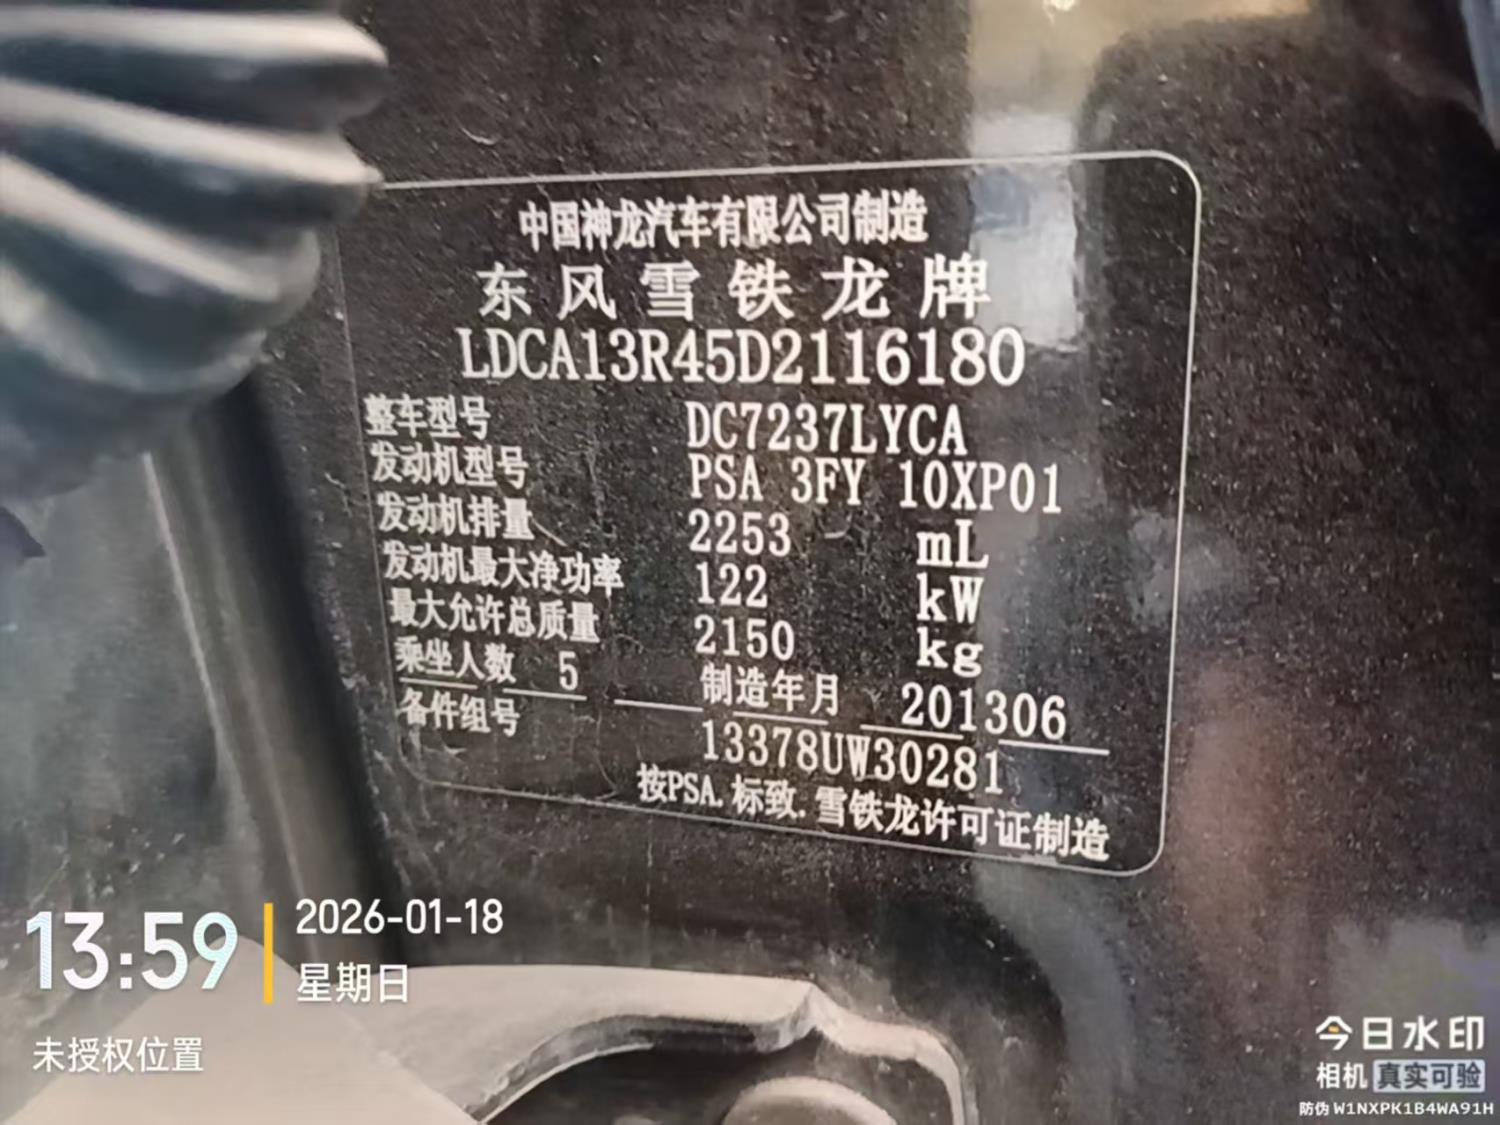 中国神龙汽车有限公司制造
东风雪铁龙牌
LDCA13R45D2116180
整车型号 DC7237LYCA
发动机型号 PSA 3FY 10XP01
发动机排量 2253 mL
发动机最大净功率 122 kW
最大允许总质量 2150 kg
乘坐人数 5 制造年月 201306
备件组号 13378UW30281
按PSA.标致.雪铁龙许可证制造
13:59 2026-01-18
星期日
未授权位置
今日水印
相机 真实可验
防伪 W1NXPK1B4WA91H